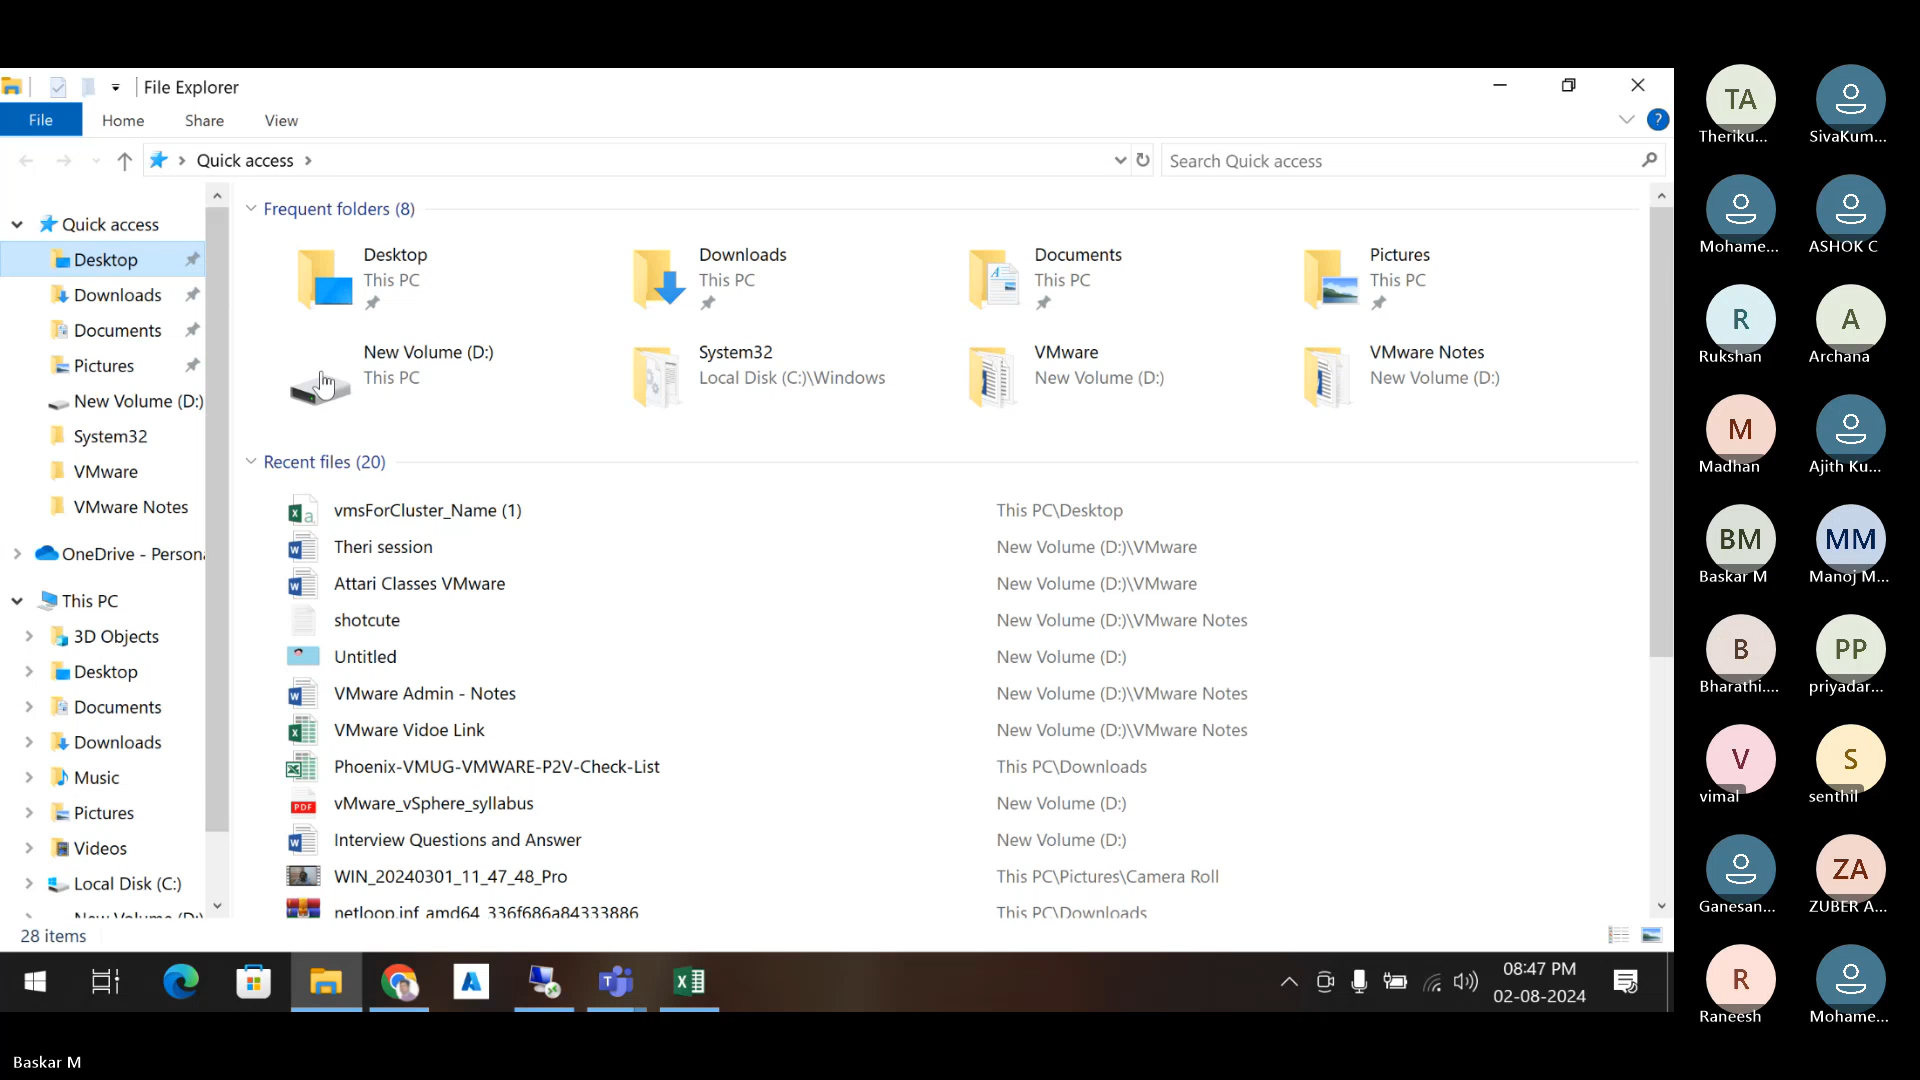 File Explorer
File Home Share View
Quick access
Search Quick access
Quick access
Desktop
Downloads
Documents
Pictures
New Volume (D:)
System32
VMware
VMware Notes
OneDrive - Persona
This PC
3D Objects
Desktop
Documents
Downloads
Music
Pictures
Videos
Local Disk (C:)
New Volume (D:)
28 items
Frequent folders (8)
Desktop
This PC
Downloads
This PC
Documents
This PC
Pictures
This PC
New Volume (D:)
This PC
System32
Local Disk (C:)\Windows
VMware
New Volume (D:)
VMware Notes
New Volume (D:)
Recent files (20)
vmsForCluster_Name (1) This PC\Desktop
Theri session New Volume (D:)\VMware
Attari Classes VMware New Volume (D:)\VMware
shotcute New Volume (D:)\VMware Notes
Untitled New Volume (D:)
VMware Admin - Notes New Volume (D:)\VMware Notes
VMware Vidoe Link New Volume (D:)\VMware Notes
Phoenix-VMUG-VMWARE-P2V-Check-List This PC\Downloads
vMware_vSphere_syllabus New Volume (D:)
Interview Questions and Answer New Volume (D:)
WIN_20240301_11_47_48_Pro This PC\Pictures\Camera Roll
netloop.inf_amd64_336f686a84333886 This PC\Downloads
08:47 PM
02-08-2024
Baskar M
TA
Theriku...
SivaKum...
Mohame...
ASHOK C
R
Rukshan
A
Archana
M
Madhan
Ajith Ku...
BM
Baskar M
MM
Manoj M...
B
Bharathi....
PP
priyadar...
V
vimal
S
senthil
Ganesan...
ZA
ZUBER A...
R
Raneesh
Mohame...